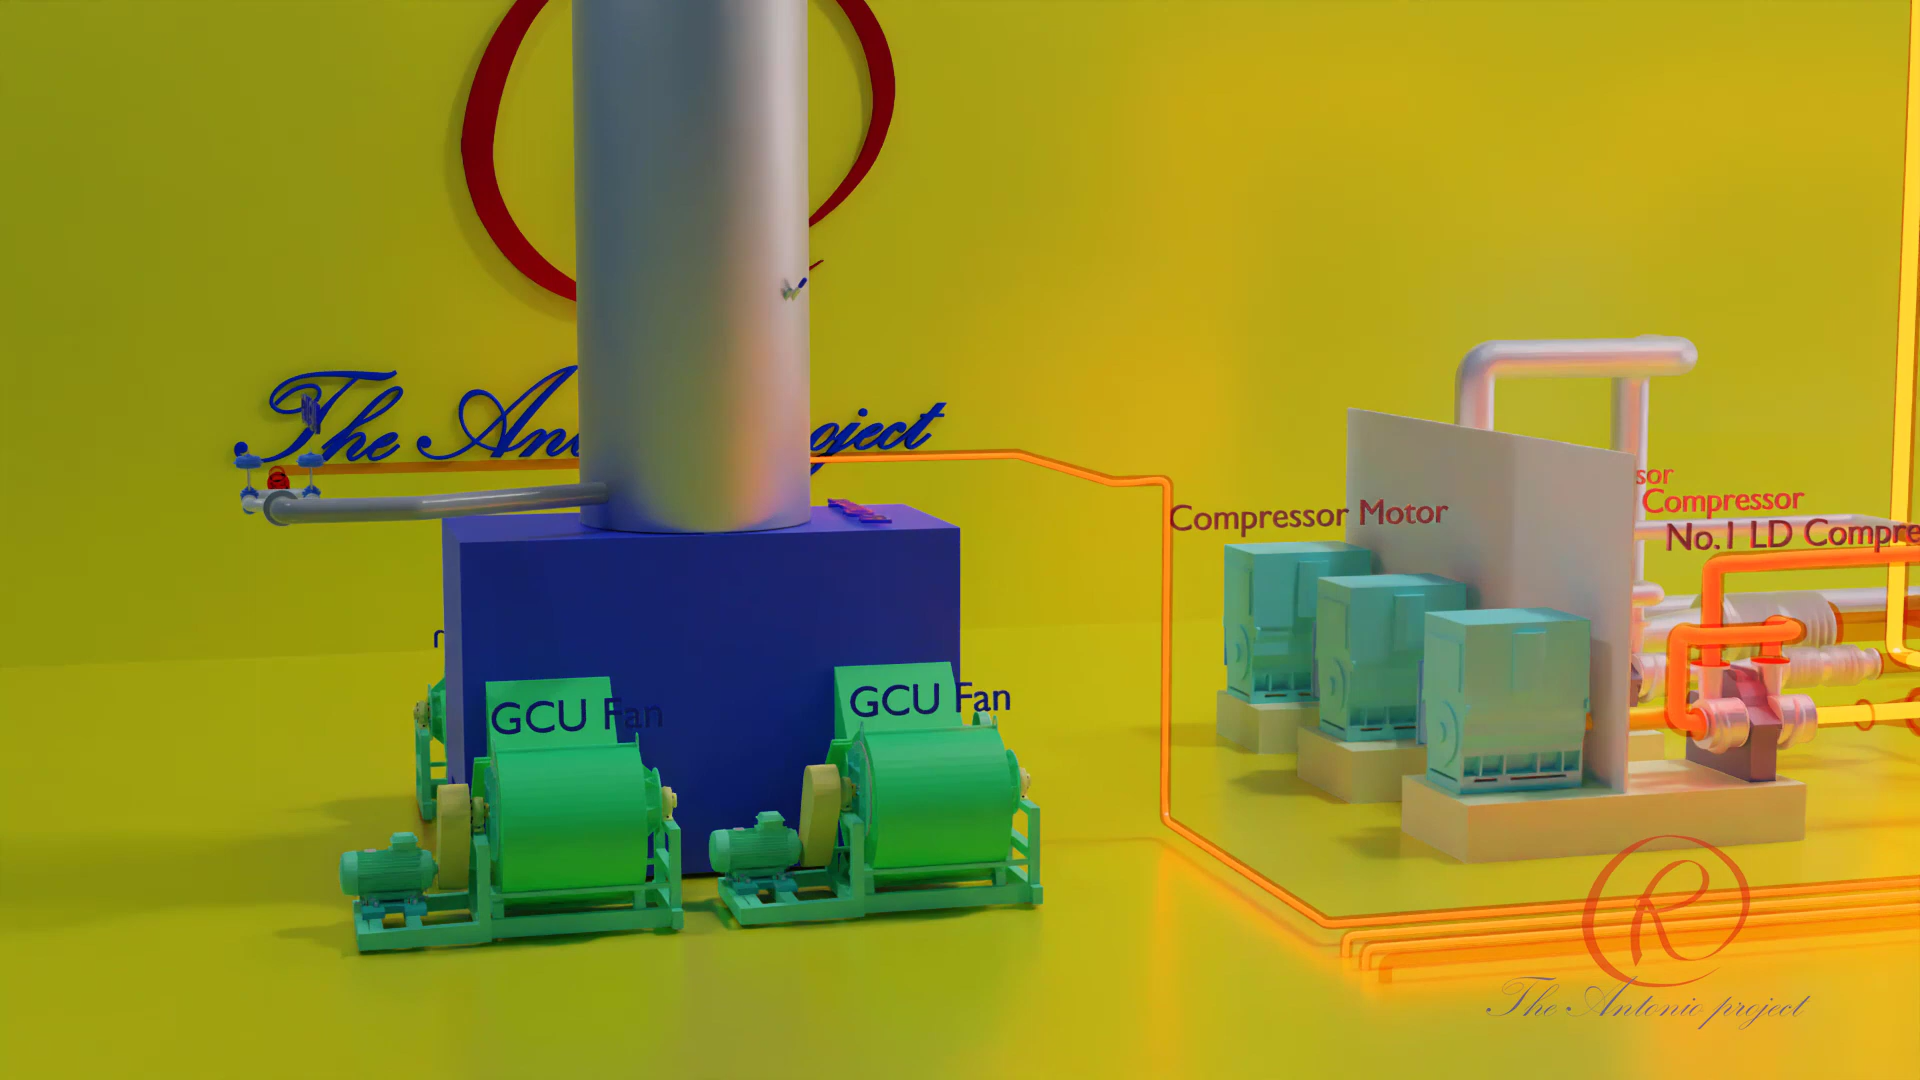 The An oject
Compressor Motor
sor
Compressor
No.1 LD Compre
GCU Fan
GCU Fan
R
The Antonio project